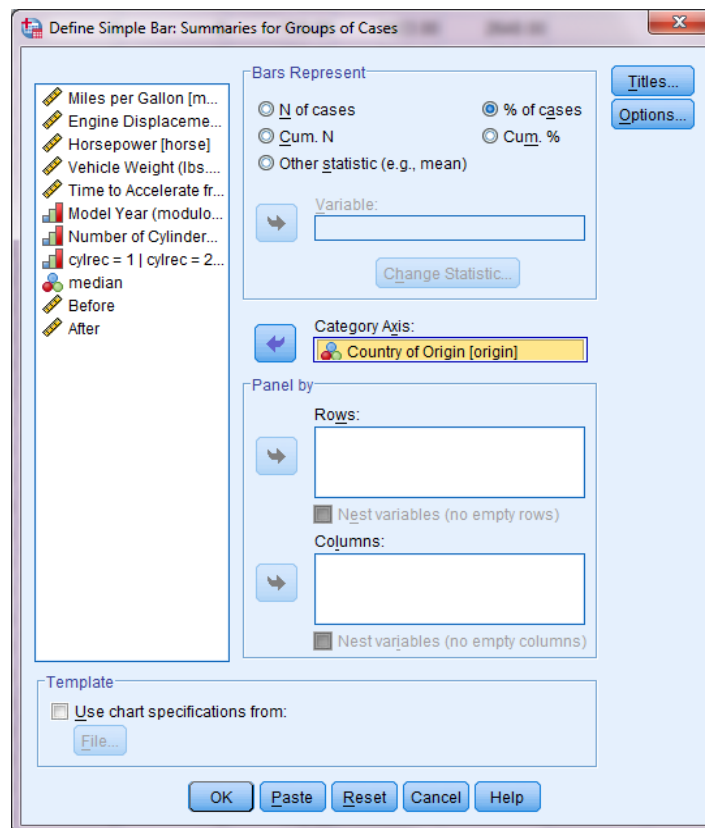 Define Simple Bar: Summaries for Groups of Cases
Miles per Gallon [m...
Engine Displaceme...
Horsepower [horse]
Vehicle Weight (lbs....
Time to Accelerate fr...
Model Year (modulo...
Number of Cylinder...
cylrec = 1 | cylrec = 2...
median
Before
After
Bars Represent
N of cases
% of cases
Cum. N
Cum. %
Other statistic (e.g., mean)
Variable:
Change Statistic...
Category Axis:
Country of Origin [origin]
Panel by
Rows:
Nest variables (no empty rows)
Columns:
Nest variables (no empty columns)
Titles...
Options...
Template
Use chart specifications from:
File...
OK
Paste
Reset
Cancel
Help